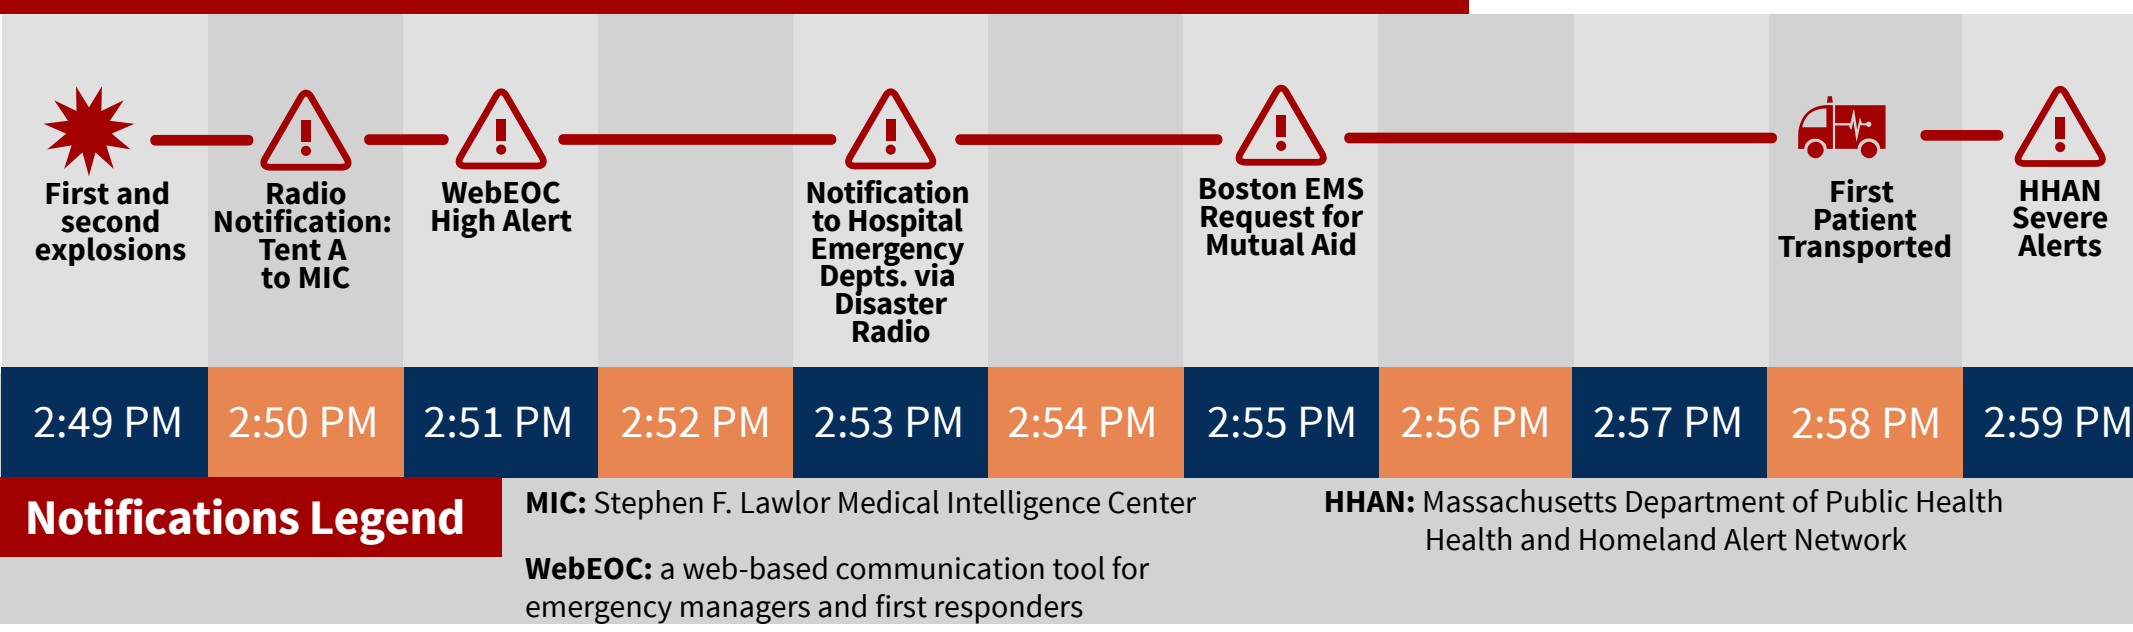 First and
second
explosions
Radio
Notification:
Tent A
to MIC
WebEOC
High Alert
Notification
to Hospital
Emergency
Depts. via
Disaster
Radio
Boston EMS
Request for
Mutual Aid
First
Patient
Transported
HHAN
Severe
Alerts
2:49 PM
2:50 PM
2:51 PM
2:52 PM
2:53 PM
2:54 PM
2:55 PM
2:56 PM
2:57 PM
2:58 PM
2:59 PM
Notifications Legend
MIC: Stephen F. Lawlor Medical Intelligence Center
WebEOC: a web-based communication tool for
emergency managers and first responders
HHAN: Massachusetts Department of Public Health
Health and Homeland Alert Network